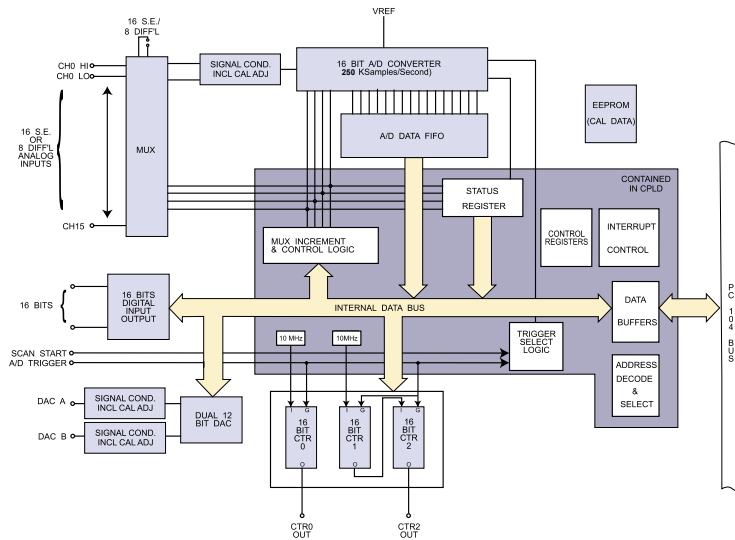 VREF
16 S.E./
8 DIFF'L
CH0 HI
CH0 LO
SIGNAL COND.
INCL CAL ADJ
16 BIT A/D CONVERTER
250 KSamples/Second)
EEPROM
(CAL DATA)
16 S.E.
OR
8 DIFF'L
ANALOG
INPUTS
MUX
A/D DATA FIFO
CONTAINED
IN CPLD
STATUS
REGISTER
CH15
MUX INCREMENT
& CONTROL LOGIC
CONTROL
REGISTERS
INTERRUPT
CONTROL
16 BITS
16 BITS
DIGITAL
INPUT
OUTPUT
INTERNAL DATA BUS
DATA
BUFFERS
PC 104 BUS
10 MHz
10MHz
TRIGGER
SELECT
LOGIC
SCAN START
A/D TRIGGER
ADDRESS
DECODE
&
SELECT
DAC A
SIGNAL COND.
INCL CAL ADJ
DAC B
SIGNAL COND.
INCL CAL ADJ
DUAL 12
BIT DAC
I G
16
BIT
CTR
0
O
I G
16
BIT
CTR
1
O
I G
16
BIT
CTR
2
O
CTR0
OUT
CTR2
OUT